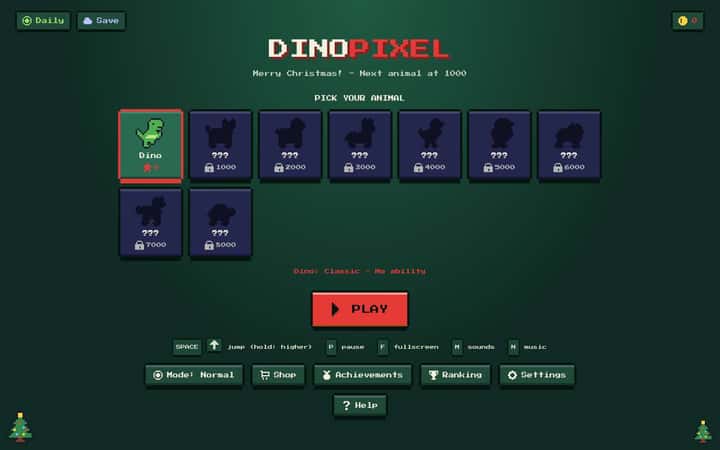 Daily
Save
0
DINOPIXEL
Merry Christmas! - Next animal at 1000
PICK YOUR ANIMAL
Dino
0
???
1000
???
2000
???
3000
???
4000
???
5000
???
6000
???
7000
???
8000
Dino: Classic - No ability
PLAY
SPACE jump (hold: higher) P pause F fullscreen M sounds N music
Mode: Normal
Shop
Achievements
Ranking
Settings
? Help